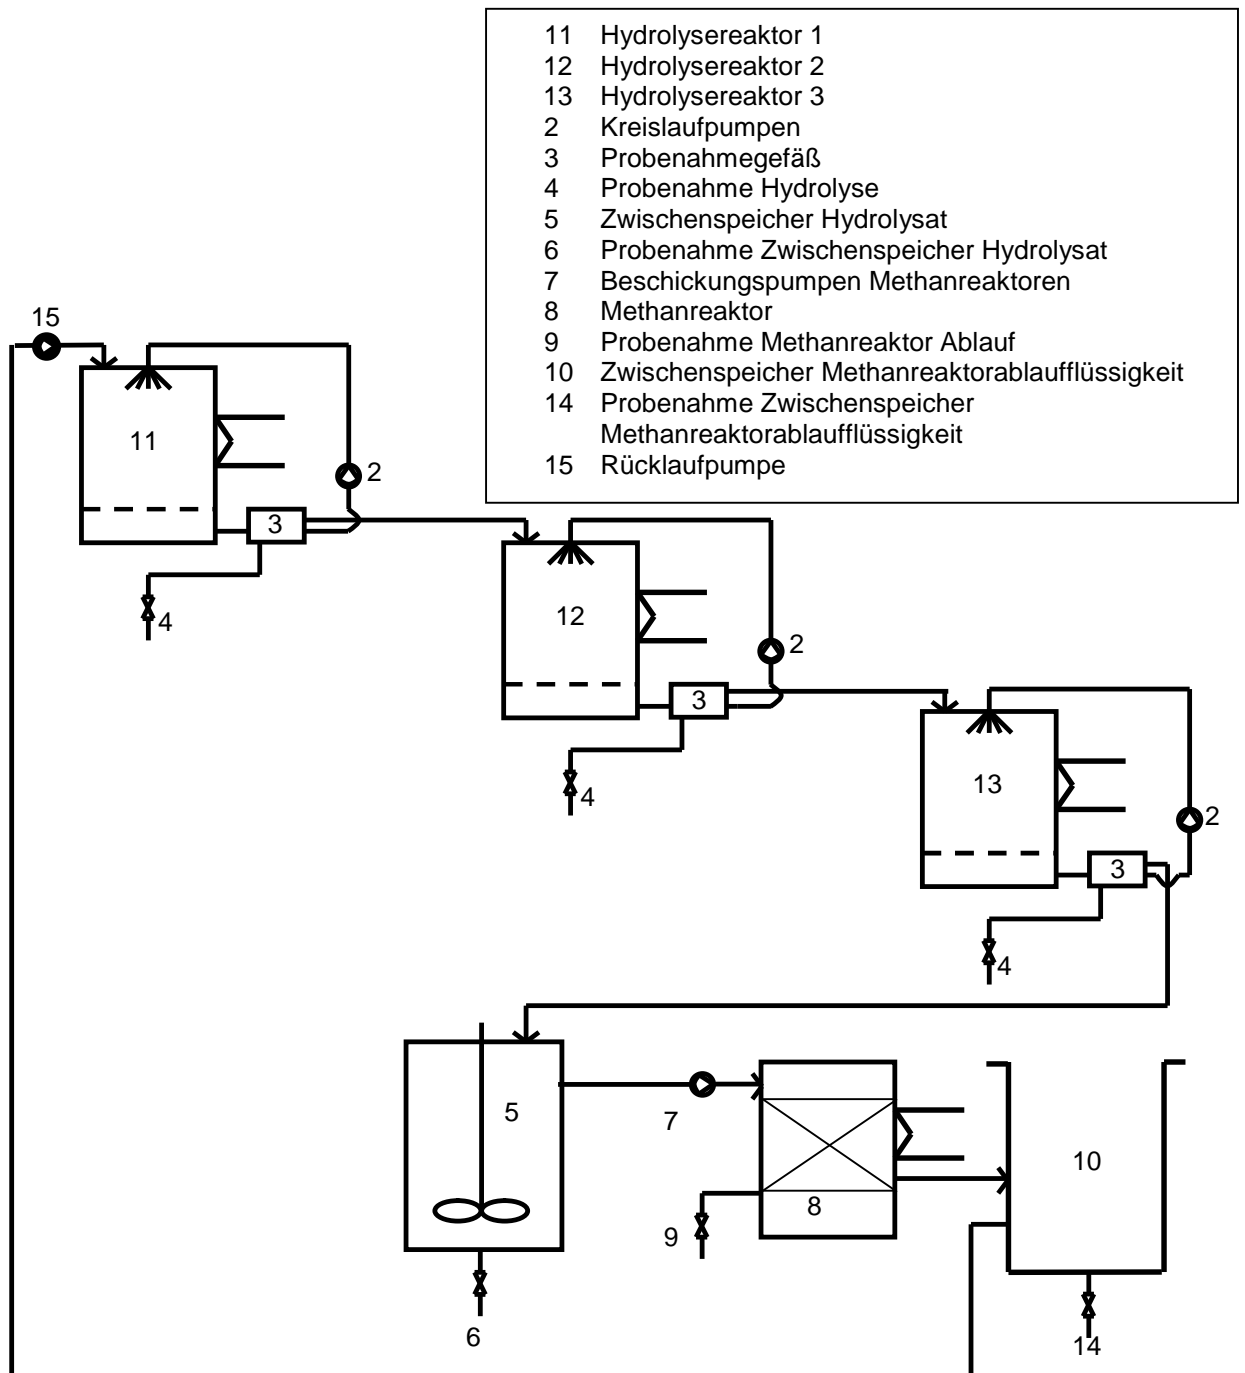 11 Hydrolysereaktor 1
12 Hydrolysereaktor 2
13 Hydrolysereaktor 3
2 Kreislaufpumpen
3 Probenahmegefäß
4 Probenahme Hydrolyse
5 Zwischenspeicher Hydrolysat
6 Probenahme Zwischenspeicher Hydrolysat
7 Beschickungspumpen Methanreaktoren
8 Methanreaktor
9 Probenahme Methanreaktor Ablauf
10 Zwischenspeicher Methanreaktorablaufflüssigkeit
14 Probenahme Zwischenspeicher
Methanreaktorablaufflüssigkeit
15 Rücklaufpumpe
15
11
2
3
4
12
2
3
4
13
2
3
4
5
7
8
9
10
6
14